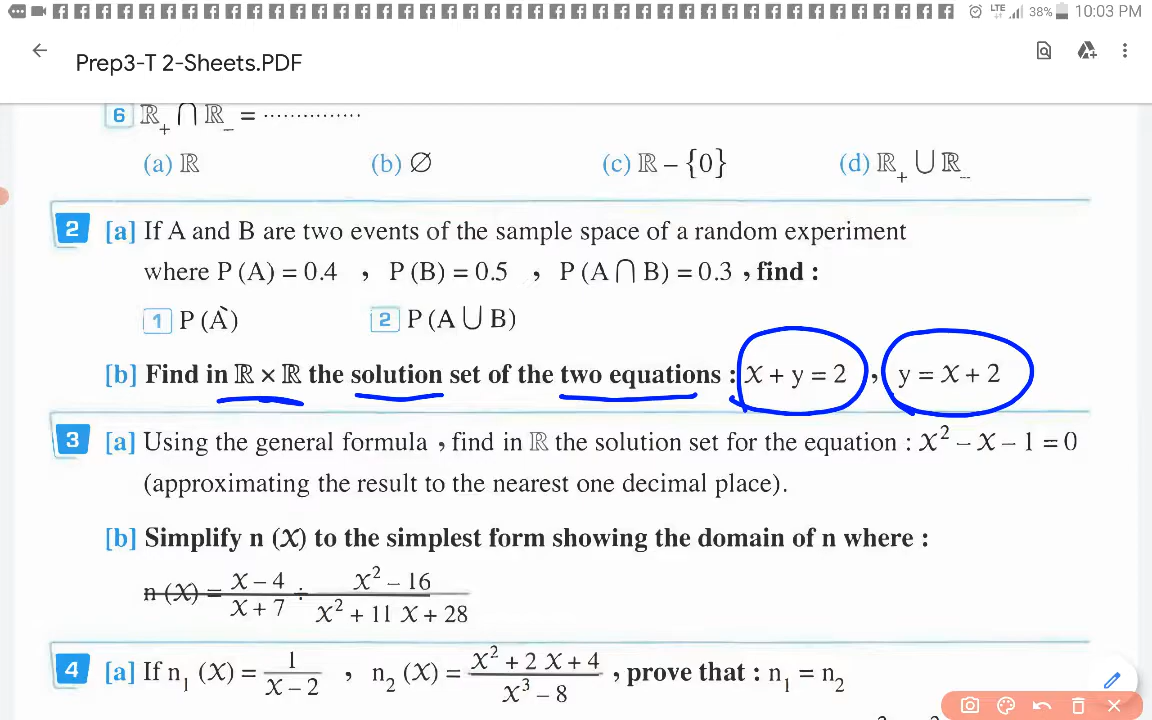 LTE 38% 10:03 PM
Prep3-T 2-Sheets.PDF
6 ℝ₊ ∩ ℝ₋ = ...............
(a) ℝ (b) ∅ (c) ℝ – {0} (d) ℝ₊ ∪ ℝ₋
2 [a] If A and B are two events of the sample space of a random experiment
where P (A) = 0.4 , P (B) = 0.5 , P (A ∩ B) = 0.3 , find :
1 P (À) 2 P (A ∪ B)
[b] Find in ℝ × ℝ the solution set of the two equations : X + y = 2 , y = X + 2
3 [a] Using the general formula , find in ℝ the solution set for the equation : X² – X – 1 = 0
(approximating the result to the nearest one decimal place).
[b] Simplify n (X) to the simplest form showing the domain of n where :
n (X) = (X – 4)/(X + 7) ÷ (X² – 16)/(X² + 11 X + 28)
4 [a] If n₁ (X) = 1/(X – 2) , n₂ (X) = (X² + 2 X + 4)/(X³ – 8) , prove that : n₁ = n₂